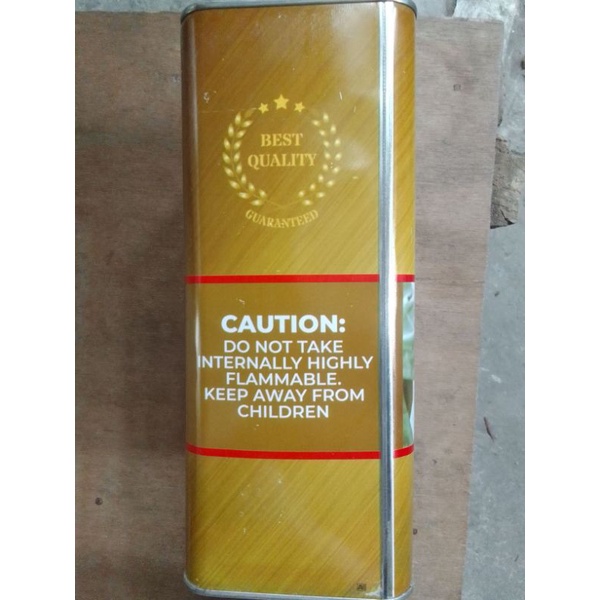 BEST
QUALITY
GUARANTEED
CAUTION:
DO NOT TAKE
INTERNALLY HIGHLY
FLAMMABLE.
KEEP AWAY FROM
CHILDREN